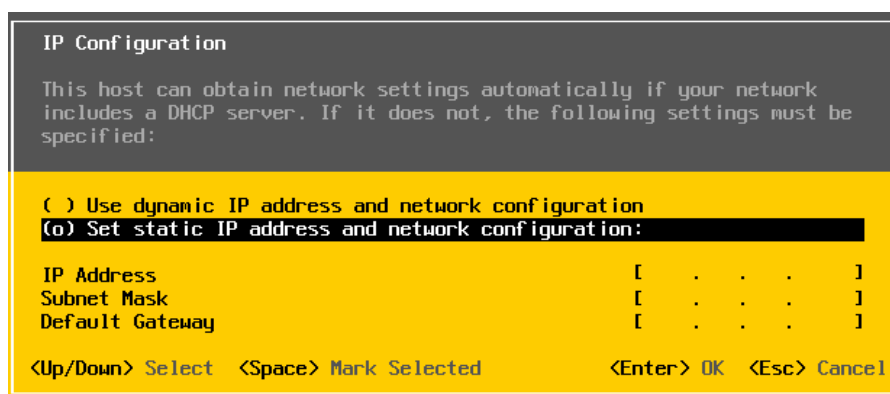 IP Configuration
This host can obtain network settings automatically if your network
includes a DHCP server. If it does not, the following settings must be
specified:
( ) Use dynamic IP address and network configuration
(o) Set static IP address and network configuration:
IP Address [ . . . ]
Subnet Mask [ . . . ]
Default Gateway [ . . . ]
<Up/Down> Select <Space> Mark Selected <Enter> OK <Esc> Cancel